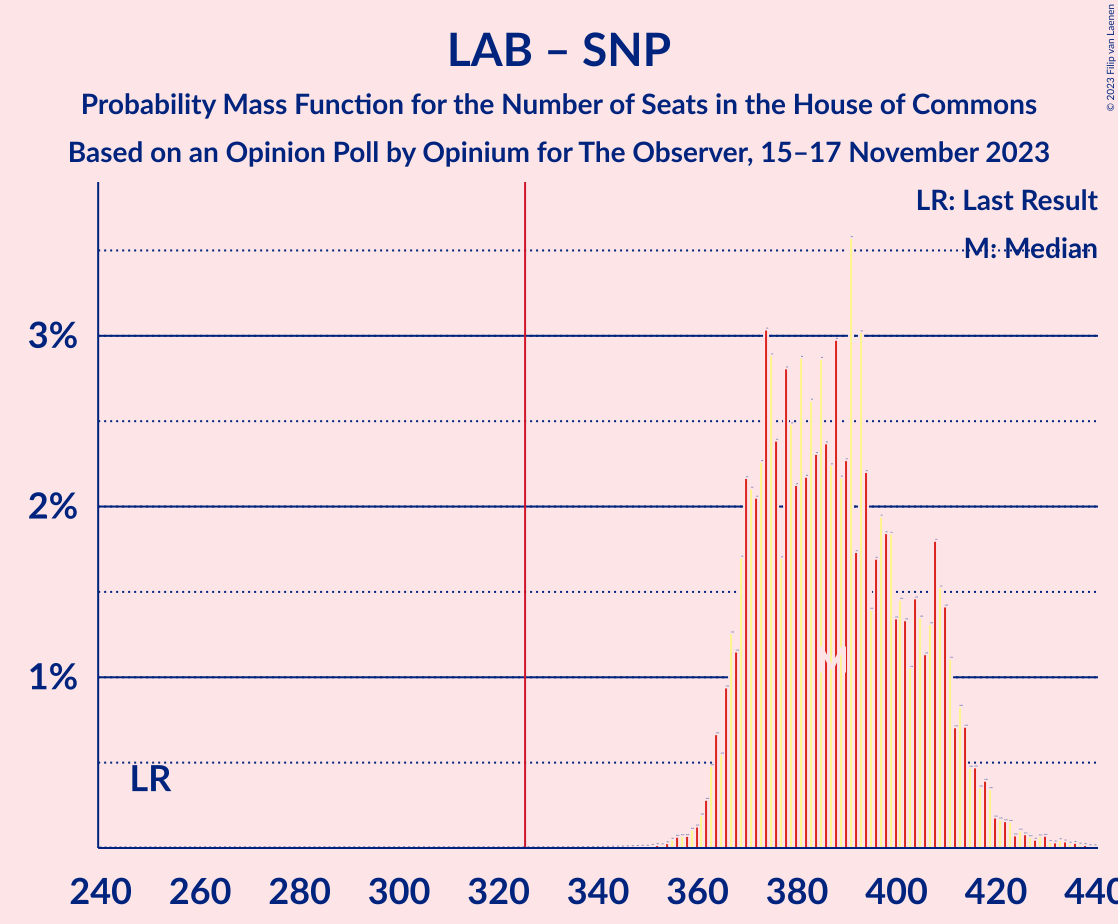 LAB – SNP
Probability Mass Function for the Number of Seats in the House of Commons
Based on an Opinion Poll by Opinium for The Observer, 15–17 November 2023
© 2023 Filip van Laenen
LR: Last Result
M: Median
3%
2%
1%
LR
M
240 260 280 300 320 340 360 380 400 420 440